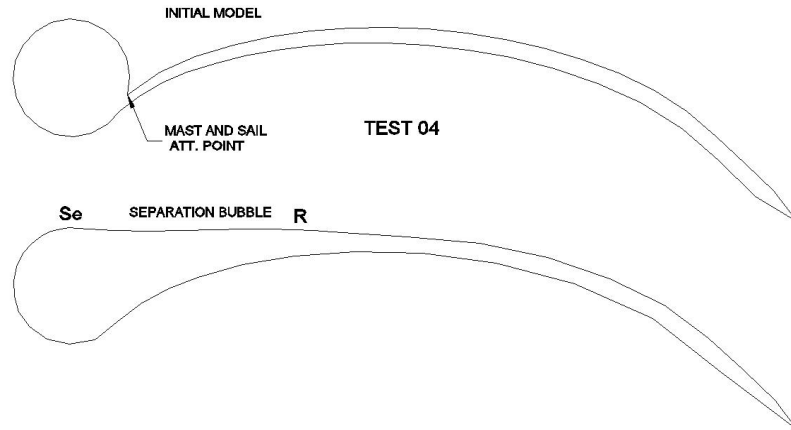 INITIAL MODEL
MAST AND SAIL
ATT. POINT
TEST 04
Se
SEPARATION BUBBLE
R